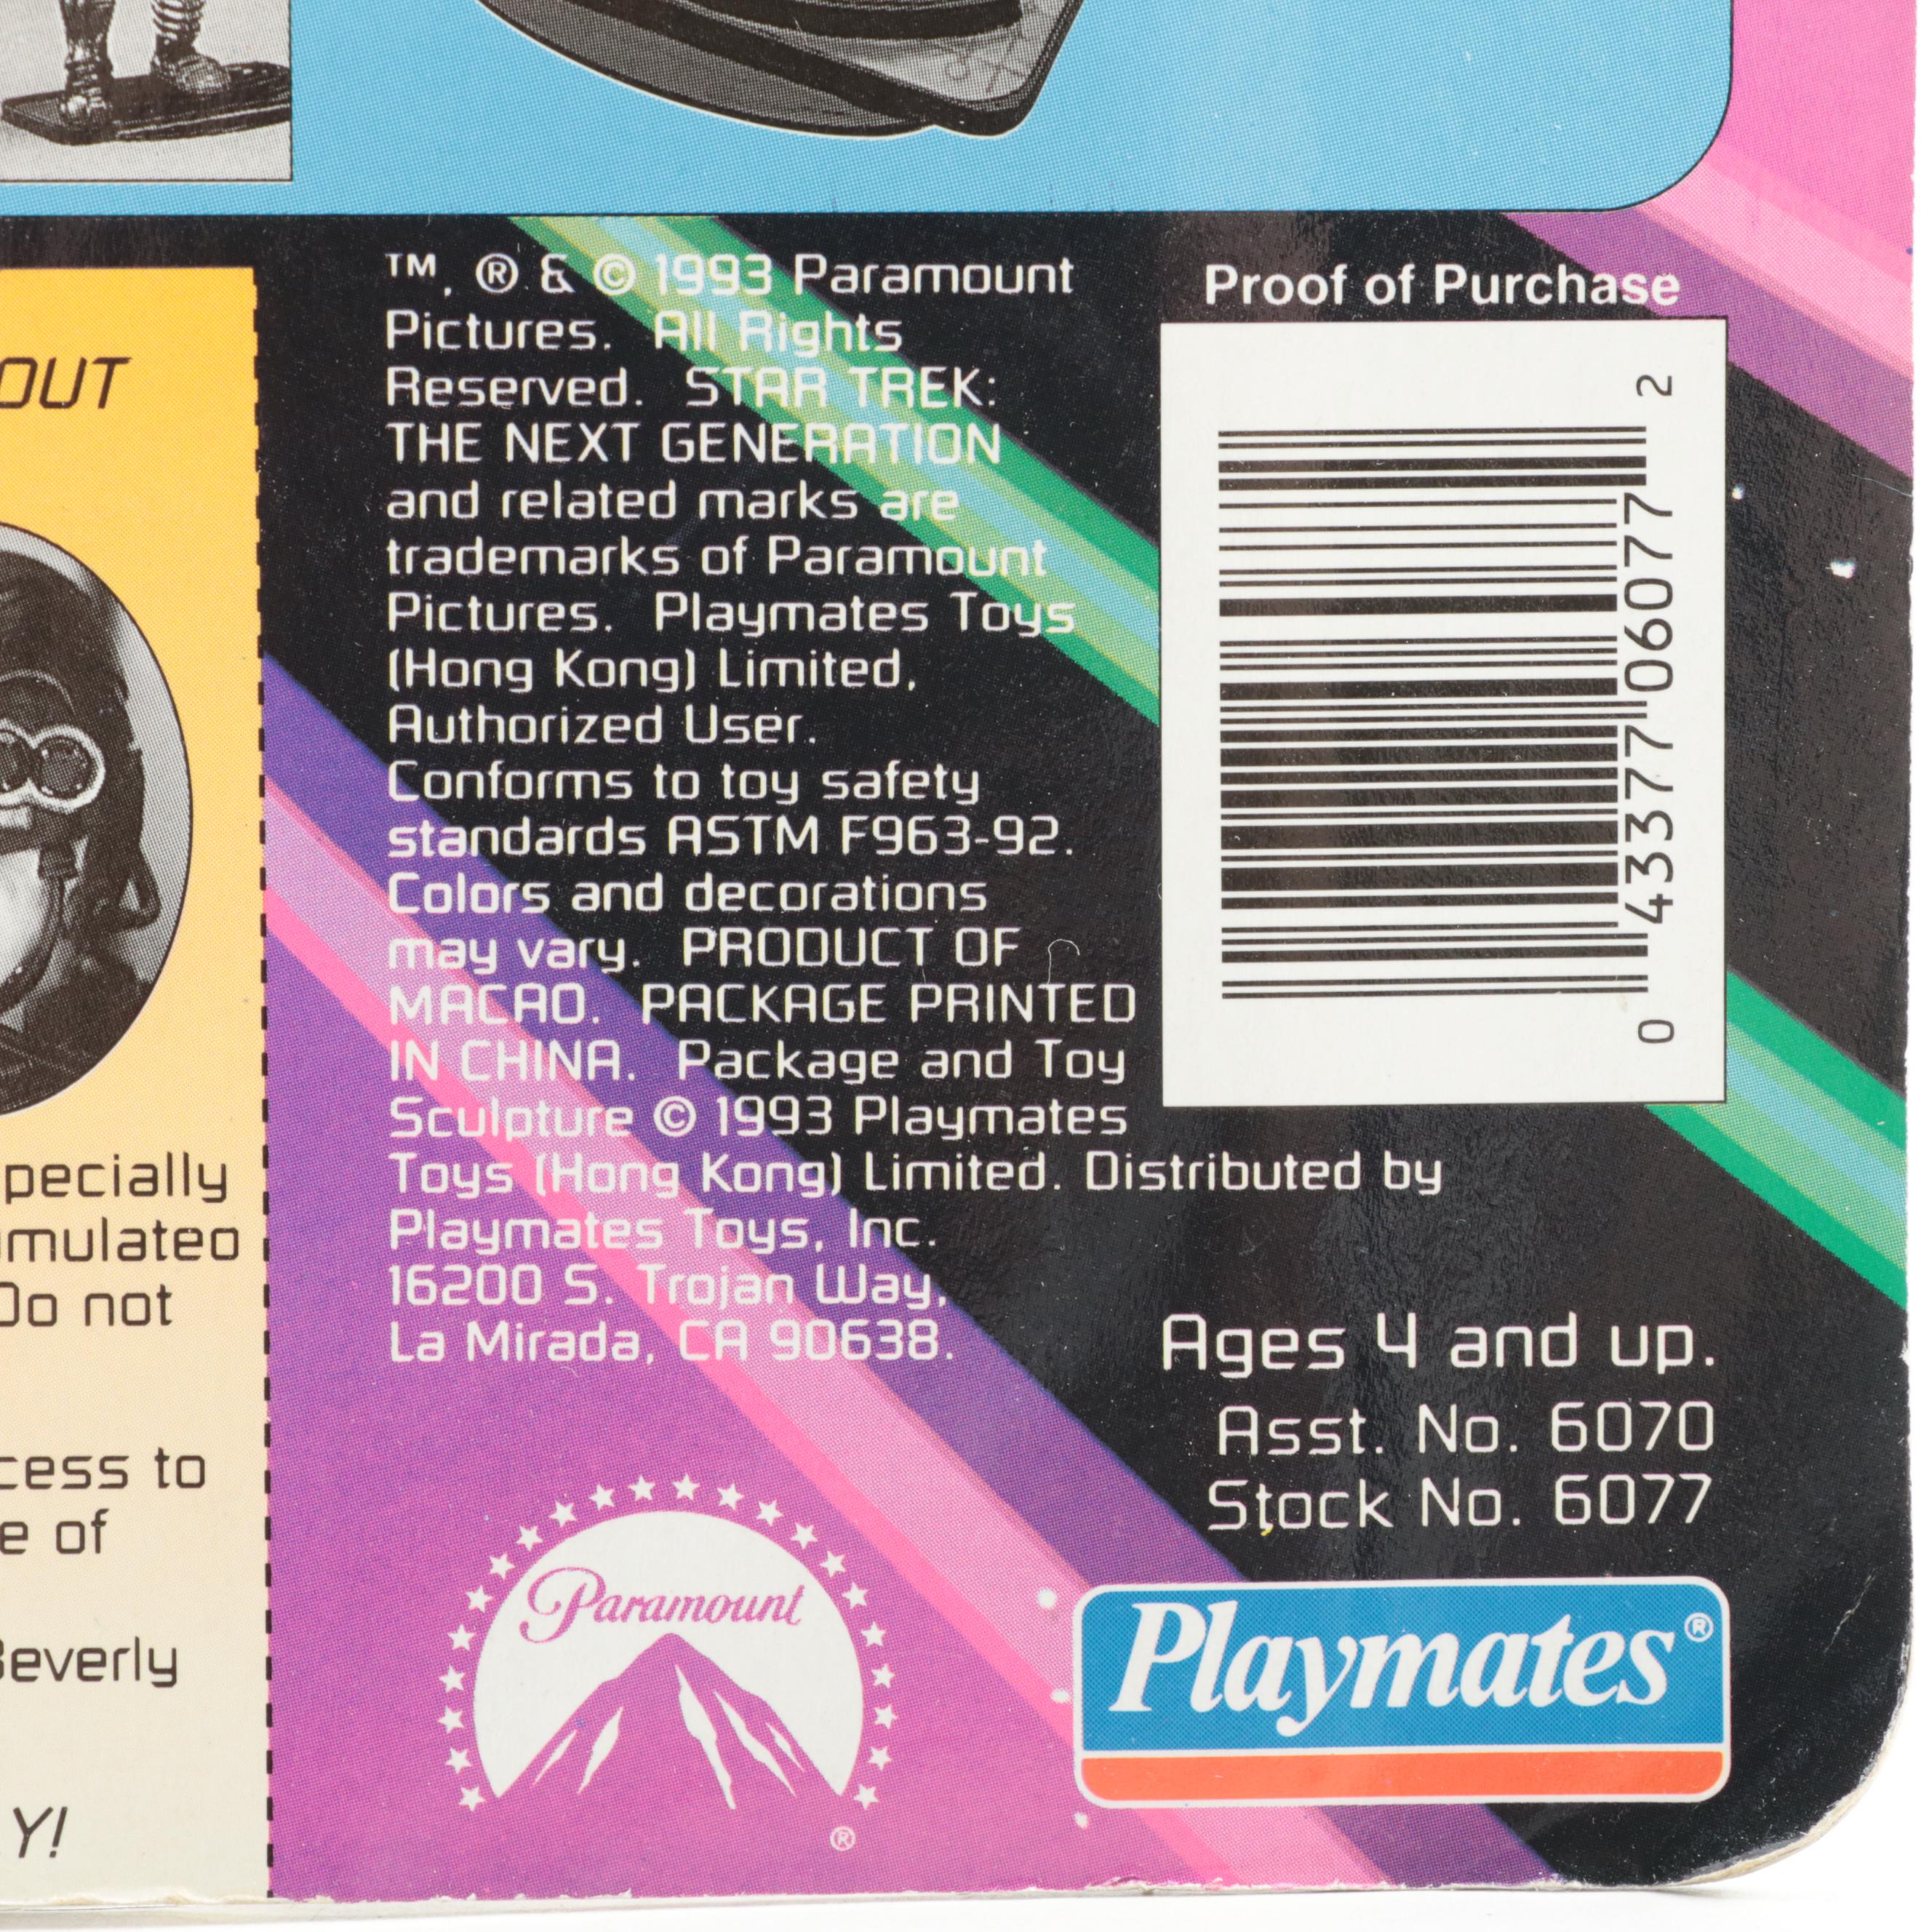 OUT
pecially
mulated
Do not
cess to
e of
Beverly
Y!
™, ® & © 1993 Paramount
Pictures. All Rights
Reserved. STAR TREK:
THE NEXT GENERATION
and related marks are
trademarks of Paramount
Pictures. Playmates Toys
(Hong Kong) Limited,
Authorized User.
Conforms to toy safety
standards ASTM F963-92.
Colors and decorations
may vary. PRODUCT OF
MACAO. PACKAGE PRINTED
IN CHINA. Package and Toy
Sculpture © 1993 Playmates
Toys (Hong Kong) Limited. Distributed by
Playmates Toys, Inc.
16200 S. Trojan Way,
La Mirada, CA 90638.
Proof of Purchase
0 43377 06077 2
Ages 4 and up.
Asst. No. 6070
Stock No. 6077
Paramount
®
Playmates®